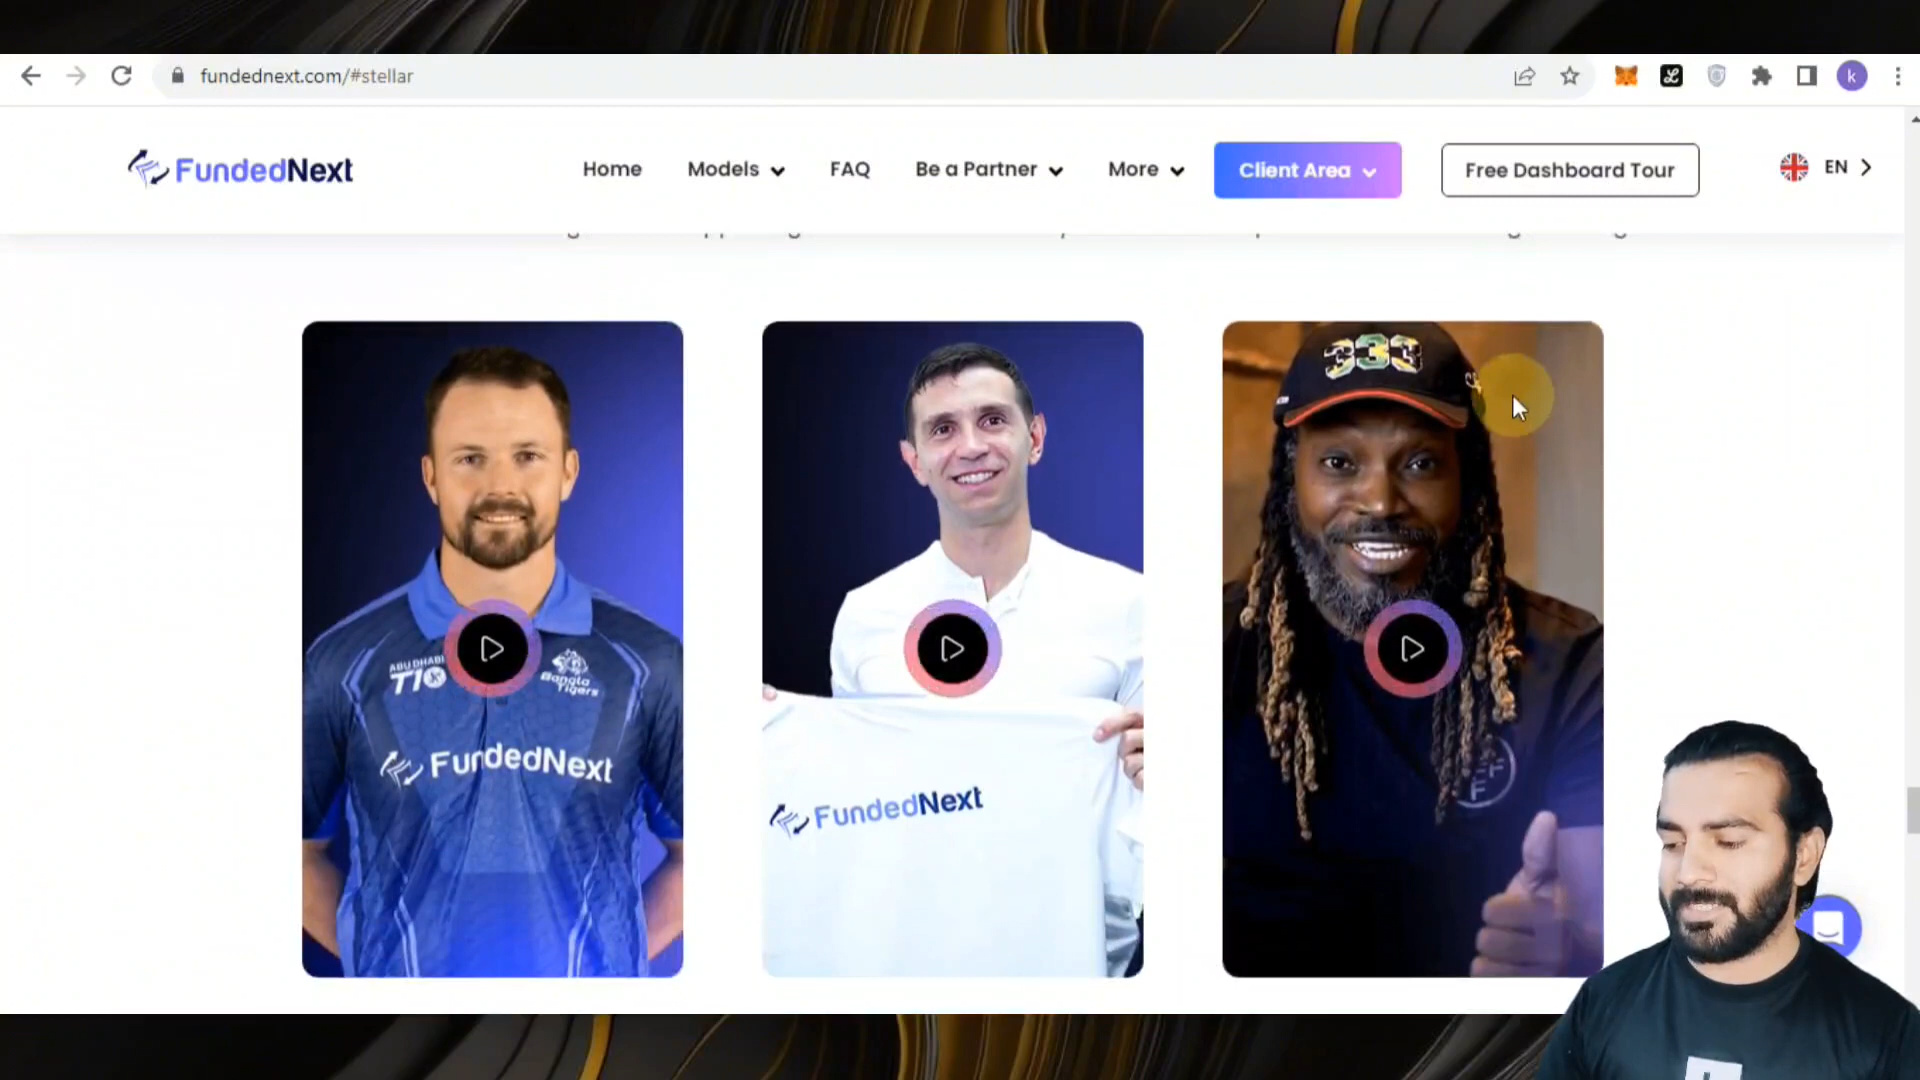 fundednext.com/#stellar
k
FundedNext
Home
Models
FAQ
Be a Partner
More
Client Area
Free Dashboard Tour
EN
333
ABU DHABI
T10
Bangla
Tigers
FundedNext
FundedNext